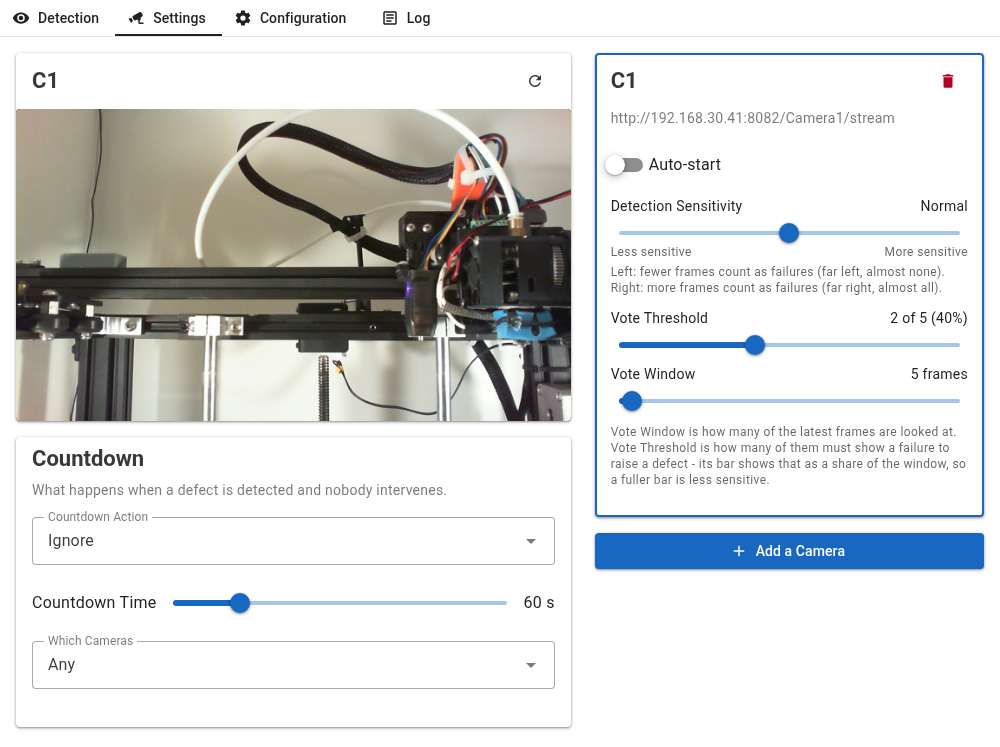 Detection
Settings
Configuration
Log
C1
Countdown
What happens when a defect is detected and nobody intervenes.
Countdown Action
Ignore
Countdown Time
60 s
Which Cameras
Any
C1
http://192.168.30.41:8082/Camera1/stream
Auto-start
Detection Sensitivity
Normal
Less sensitive
More sensitive
Left: fewer frames count as failures (far left, almost none).
Right: more frames count as failures (far right, almost all).
Vote Threshold
2 of 5 (40%)
Vote Window
5 frames
Vote Window is how many of the latest frames are looked at.
Vote Threshold is how many of them must show a failure to
raise a defect - its bar shows that as a share of the window, so
a fuller bar is less sensitive.
Add a Camera